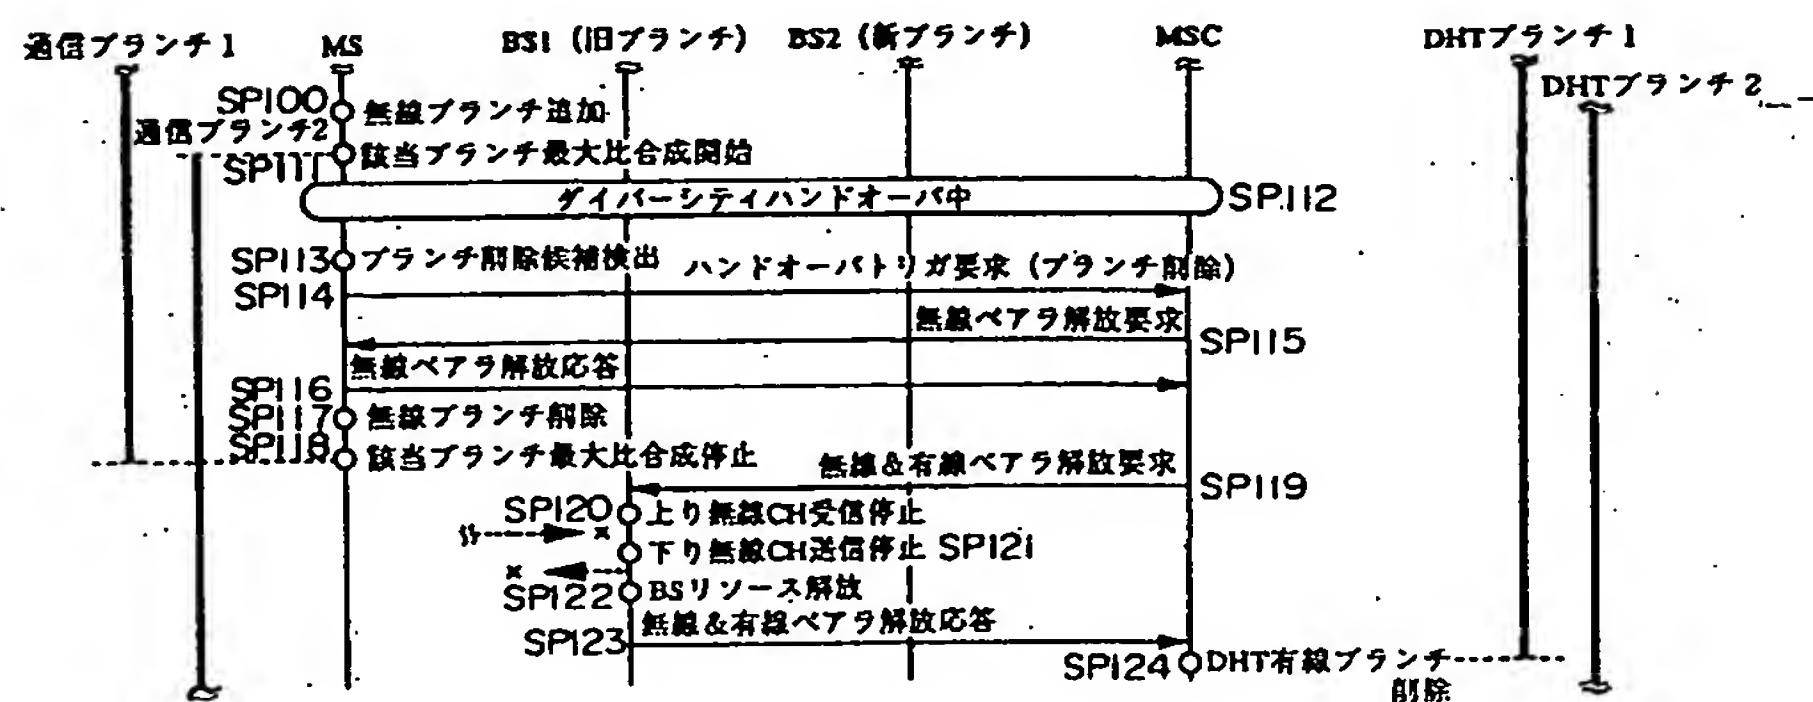 通信ブランチ1 MS BS1（旧ブランチ） BS2（新ブランチ） MSC DHTブランチ1
DHTブランチ2
SP100 無線ブランチ追加
通信ブランチ2
SP111 該当ブランチ最大比合成開始
ダイバーシティハンドオーバ中 SP112
SP113 ブランチ削除候補検出
ハンドオーバトリガ要求（ブランチ削除）
SP114
無線ベアラ解放要求
SP115
無線ベアラ解放応答
SP116
SP117 無線ブランチ削除
SP118 該当ブランチ最大比合成停止
無線&有線ベアラ解放要求
SP119
SP120 上り無線CH受信停止
×
下り無線CH送信停止 SP121
×
SP122 BSリソース解放
無線&有線ベアラ解放応答
SP123
SP124 DHT有線ブランチ
削除